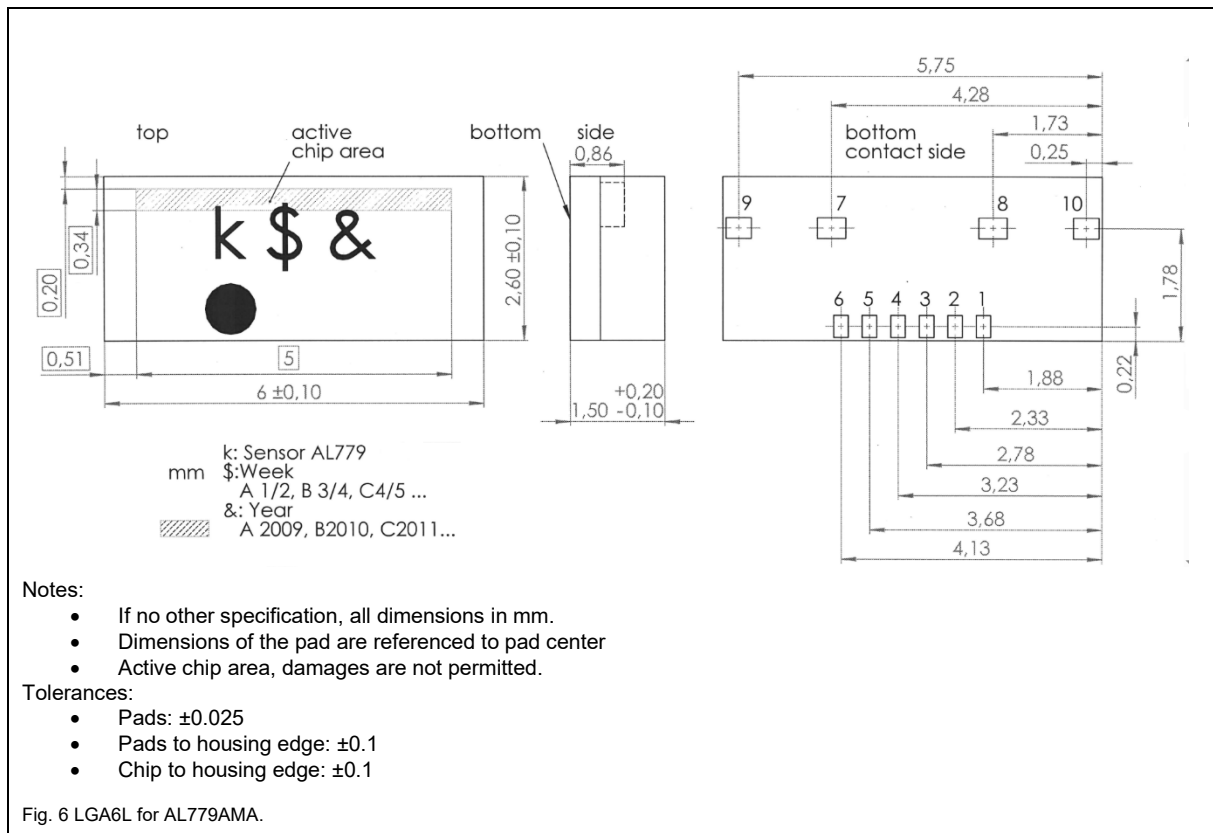 5,75
4,28
top
active
chip area
bottom
side
0,86
bottom
contact side
1,73
0,25
k $ &
9
7
8
10
0,34
0,20
2,60 ±0,10
1,78
6
5
4
3
2
1
0,51
5
0,22
6 ±0,10
+0,20
1,50 -0,10
1,88
2,33
2,78
3,23
3,68
4,13
k: Sensor AL779
mm
$:Week
A 1/2, B 3/4, C4/5 ...
&: Year
A 2009, B2010, C2011...
Notes:
• If no other specification, all dimensions in mm.
• Dimensions of the pad are referenced to pad center
• Active chip area, damages are not permitted.
Tolerances:
• Pads: ±0.025
• Pads to housing edge: ±0.1
• Chip to housing edge: ±0.1
Fig. 6 LGA6L for AL779AMA.